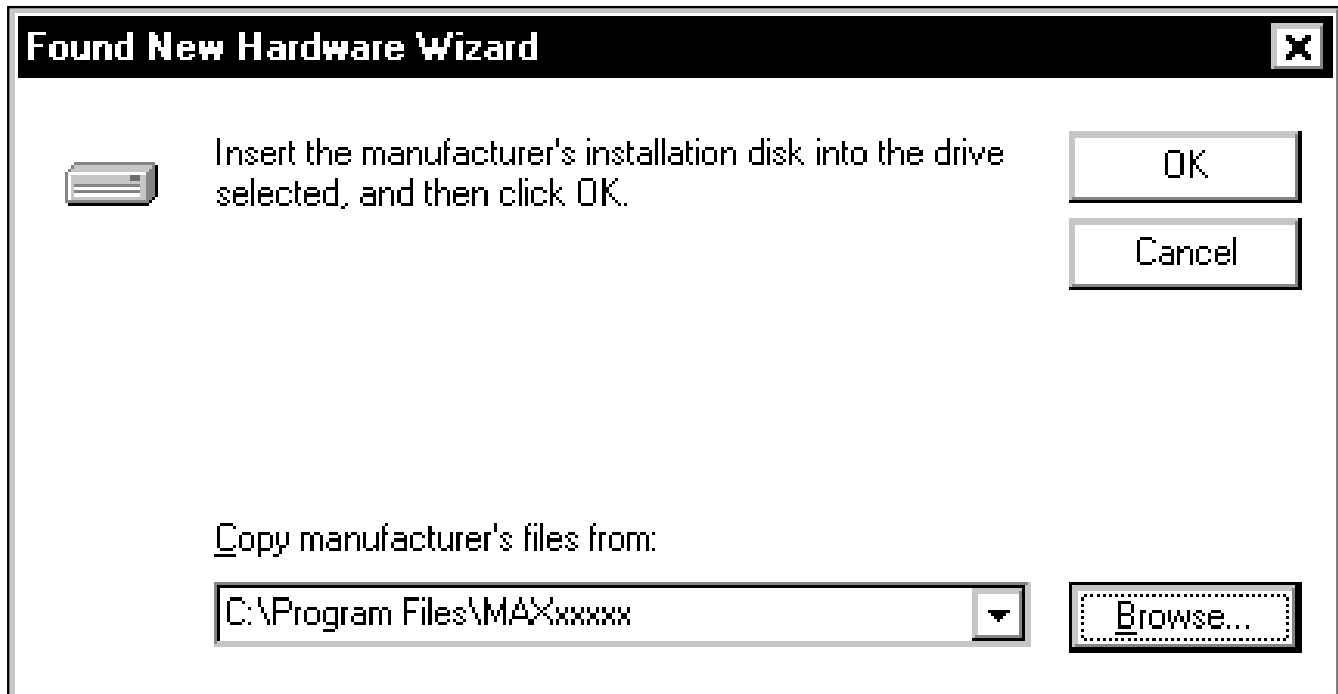 Found New Hardware Wizard
Insert the manufacturer's installation disk into the drive
selected, and then click OK.
OK
Cancel
Copy manufacturer's files from:
C:\Program Files\MAXxxxxx
Browse...